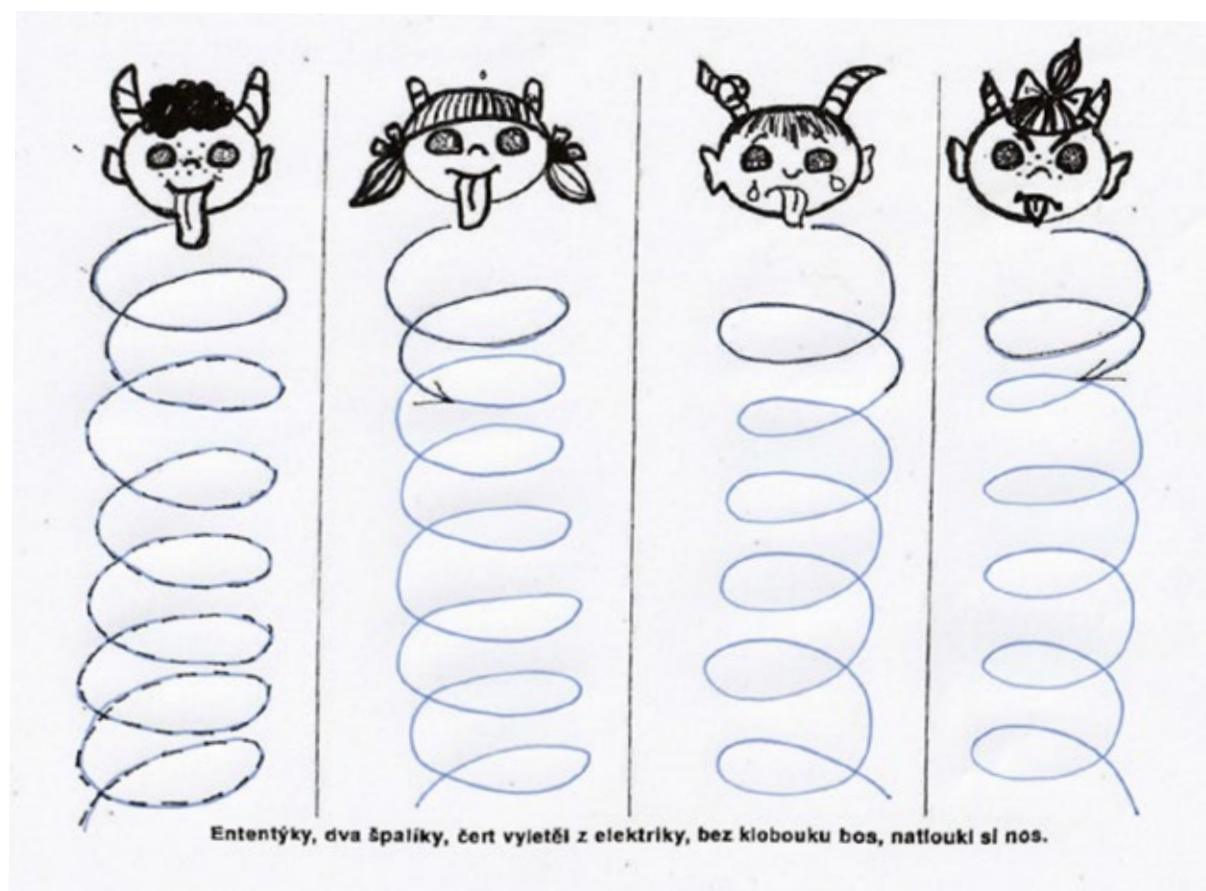 Ententýky, dva špalíky, čert vyletěl z elektriky, bez klobouku bos, natloukl si nos.